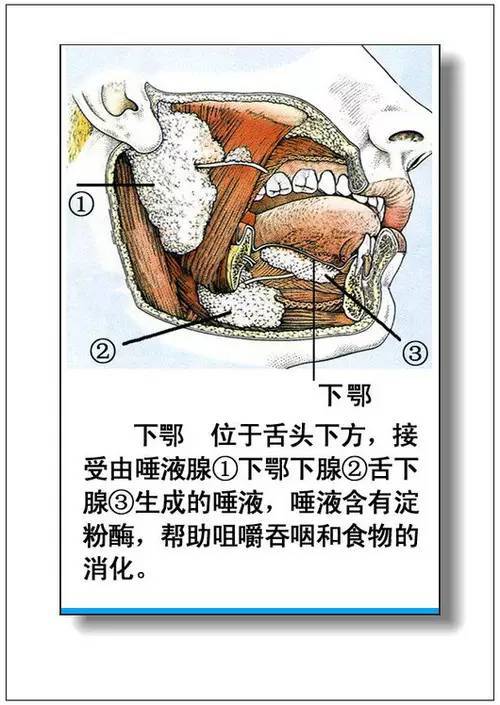 ①
②
③
下鄂
下鄂 位于舌头下方，接
受由唾液腺①下鄂下腺②舌下
腺③生成的唾液，唾液含有淀
粉酶，帮助咀嚼吞咽和食物的
消化。